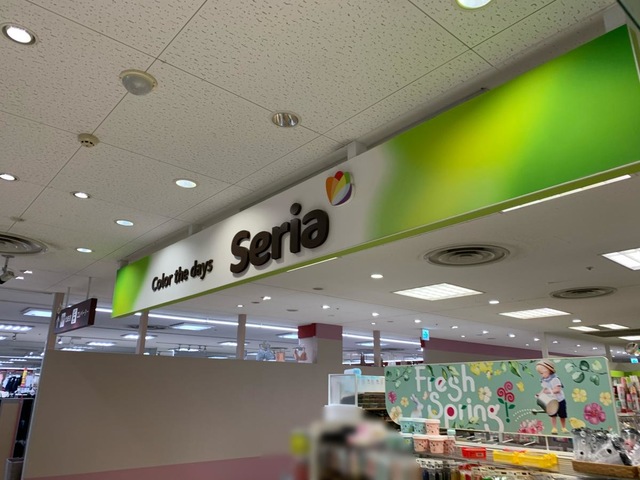 Color the days
Seria
Fresh
Spring